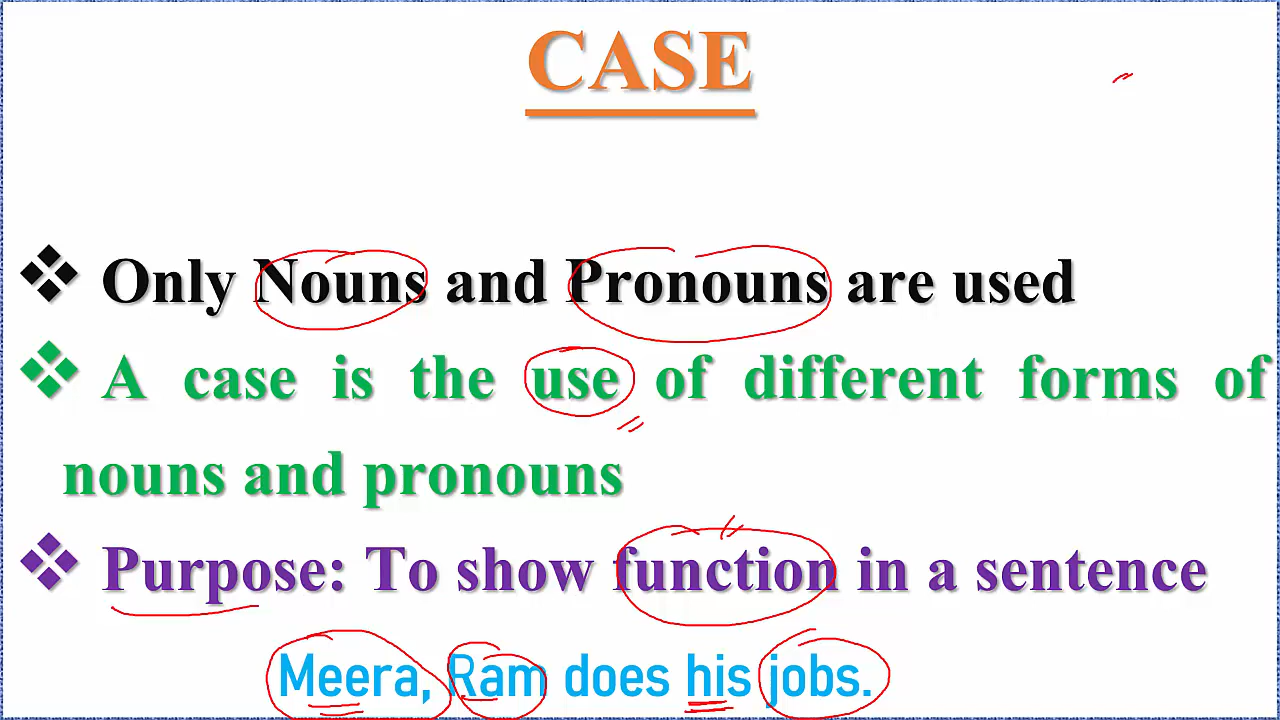 CASE
Only Nouns and Pronouns are used
A case is the use of different forms of
nouns and pronouns
Purpose: To show function in a sentence
Meera, Ram does his jobs.